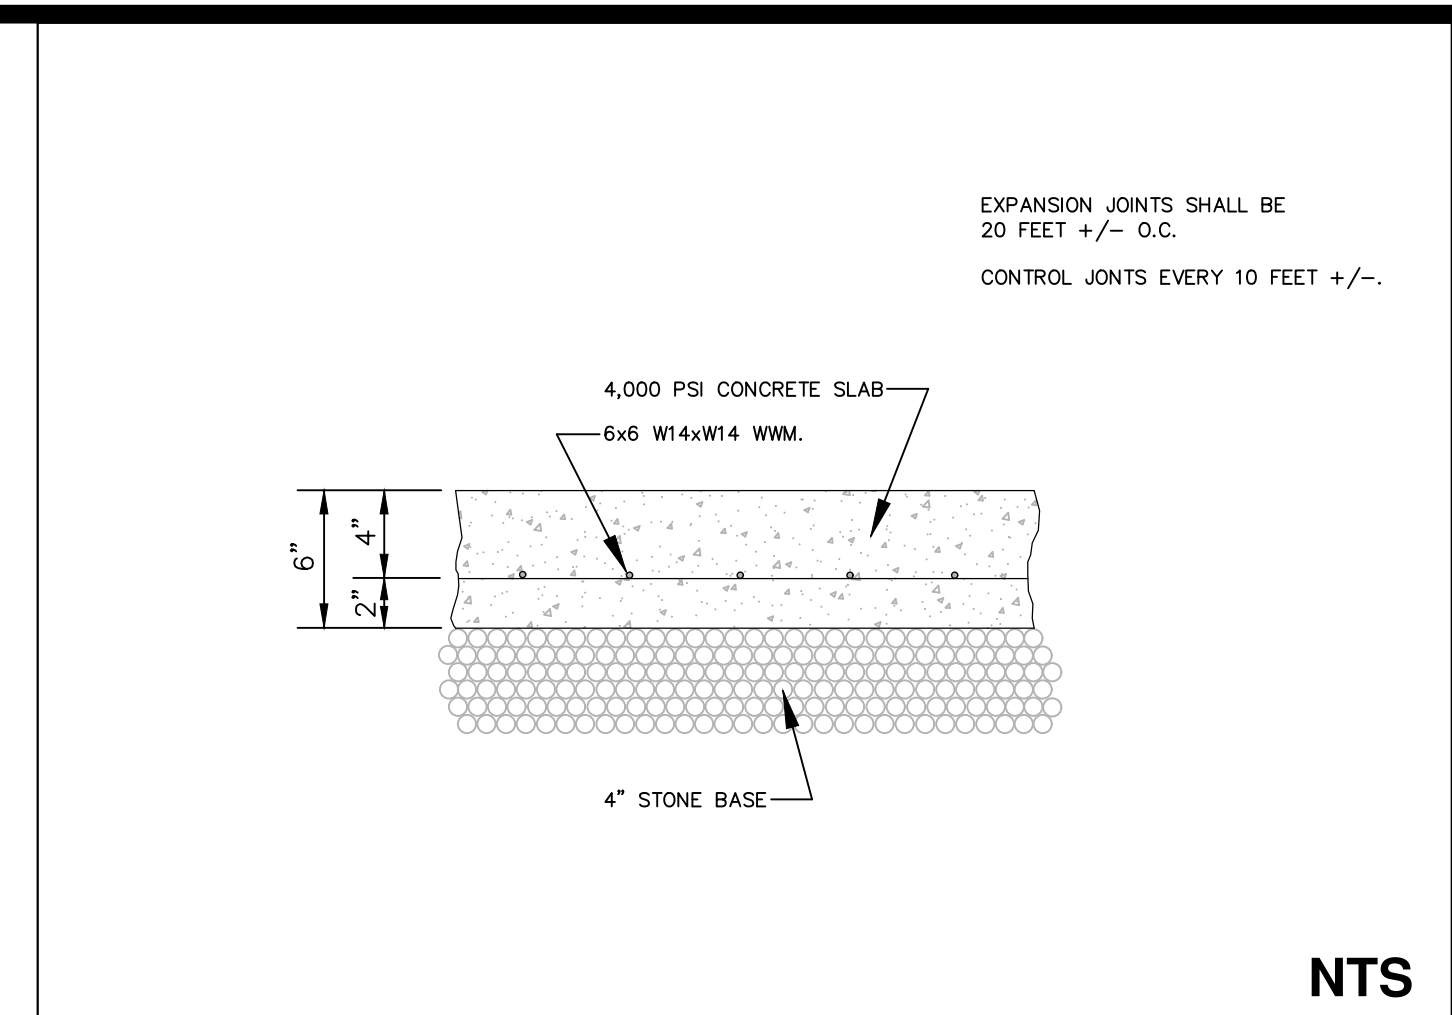 EXPANSION JOINTS SHALL BE
20 FEET +/- O.C.
CONTROL JONTS EVERY 10 FEET +/-.
4,000 PSI CONCRETE SLAB
6x6 W14xW14 WWM.
6"
4"
2"
4" STONE BASE
NTS